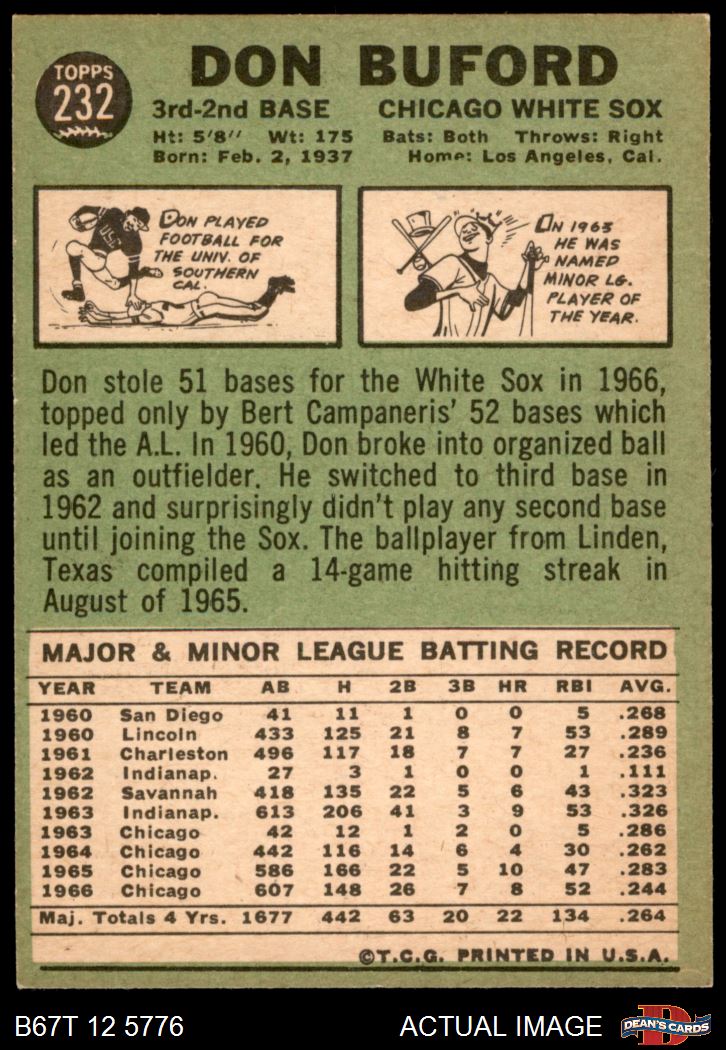 TOPPS
232
DON BUFORD
3rd-2nd BASE CHICAGO WHITE SOX
Ht: 5'8" Wt: 175 Bats: Both Throws: Right
Born: Feb. 2, 1937 Home: Los Angeles, Cal.
DON PLAYED
FOOTBALL FOR
THE UNIV. OF
SOUTHERN
CAL.
ON 1963
HE WAS
NAMED
MINOR LG.
PLAYER OF
THE YEAR.
Don stole 51 bases for the White Sox in 1966,
topped only by Bert Campaneris' 52 bases which
led the A.L. In 1960, Don broke into organized ball
as an outfielder. He switched to third base in
1962 and surprisingly didn't play any second base
until joining the Sox. The ballplayer from Linden,
Texas compiled a 14-game hitting streak in
August of 1965.
MAJOR & MINOR LEAGUE BATTING RECORD
YEAR TEAM AB H 2B 3B HR RBI AVG.
1960 San Diego 41 11 1 0 0 5 .268
1960 Lincoln 433 125 21 8 7 53 .289
1961 Charleston 496 117 18 7 7 27 .236
1962 Indianap. 27 3 1 0 0 1 .111
1962 Savannah 418 135 22 5 6 43 .323
1963 Indianap. 613 206 41 3 9 53 .326
1963 Chicago 42 12 1 2 0 5 .286
1964 Chicago 442 116 14 6 4 30 .262
1965 Chicago 586 166 22 5 10 47 .283
1966 Chicago 607 148 26 7 8 52 .244
Maj. Totals 4 Yrs. 1677 442 63 20 22 134 .264
©T.C.G. PRINTED IN U.S.A.
B67T 12 5776 ACTUAL IMAGE
D
DEAN'S CARDS